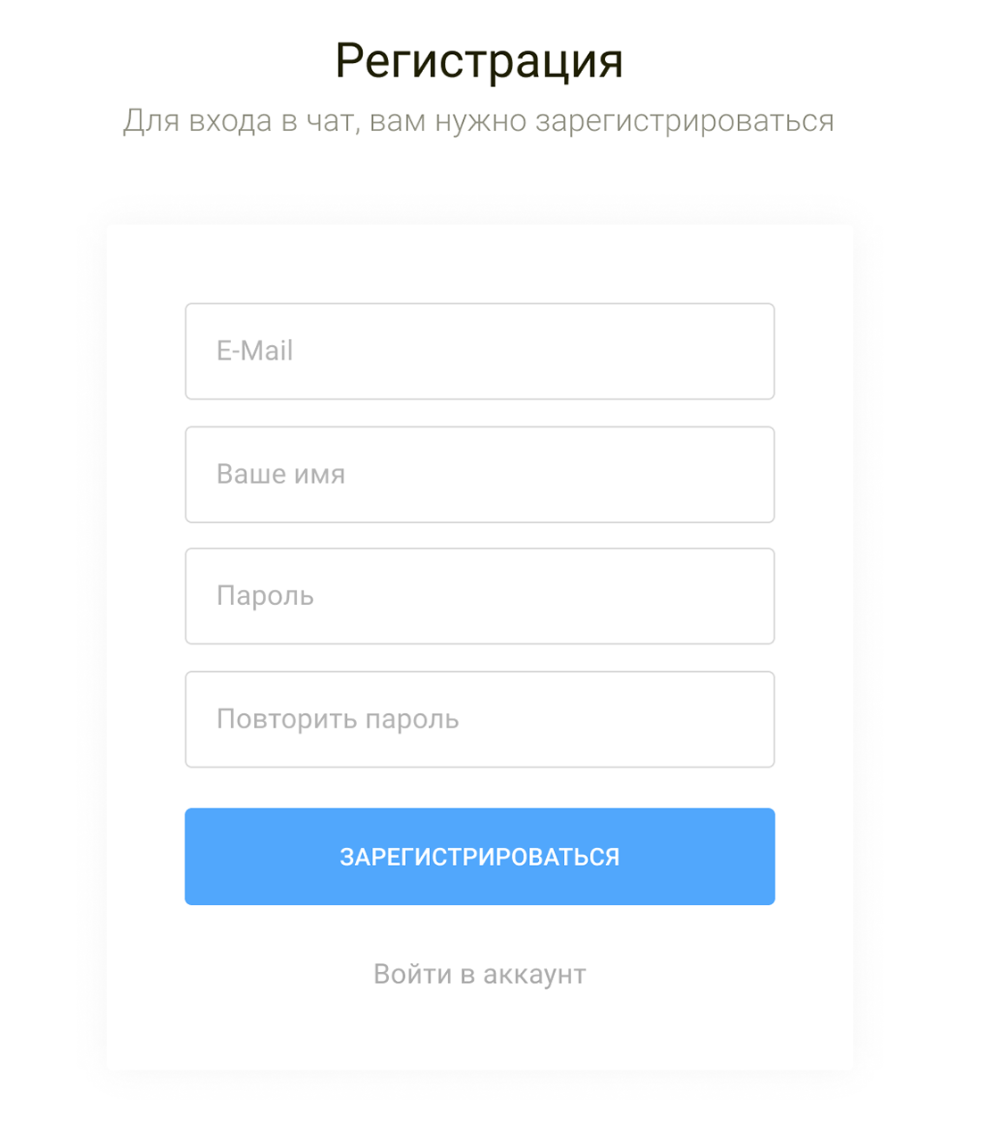 Регистрация
Для входа в чат, вам нужно зарегистрироваться
E-Mail
Ваше имя
Пароль
Повторить пароль
ЗАРЕГИСТРИРОВАТЬСЯ
Войти в аккаунт